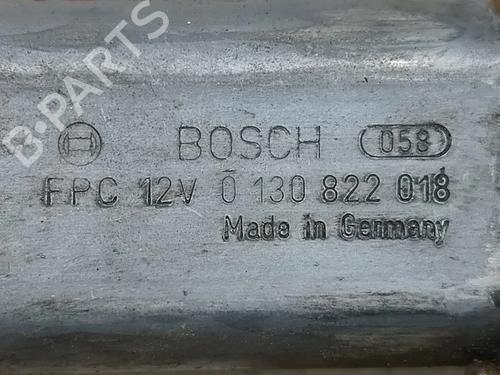 B-PARTS
BOSCH 058
FPC 12V 0 130 822 018
Made in Germany